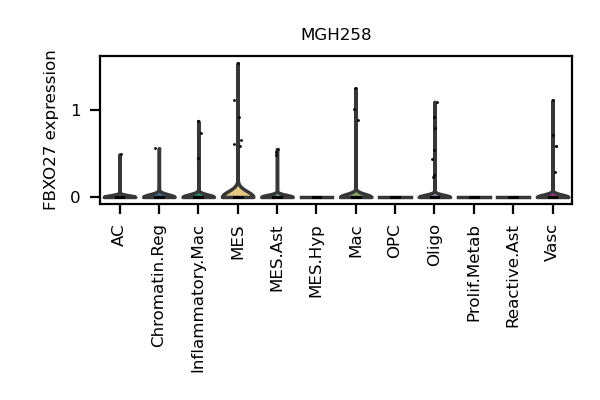 MGH258
FBXO27 expression
1
0
AC
Chromatin.Reg
Inflammatory.Mac
MES
MES.Ast
MES.Hyp
Mac
OPC
Oligo
Prolif.Metab
Reactive.Ast
Vasc